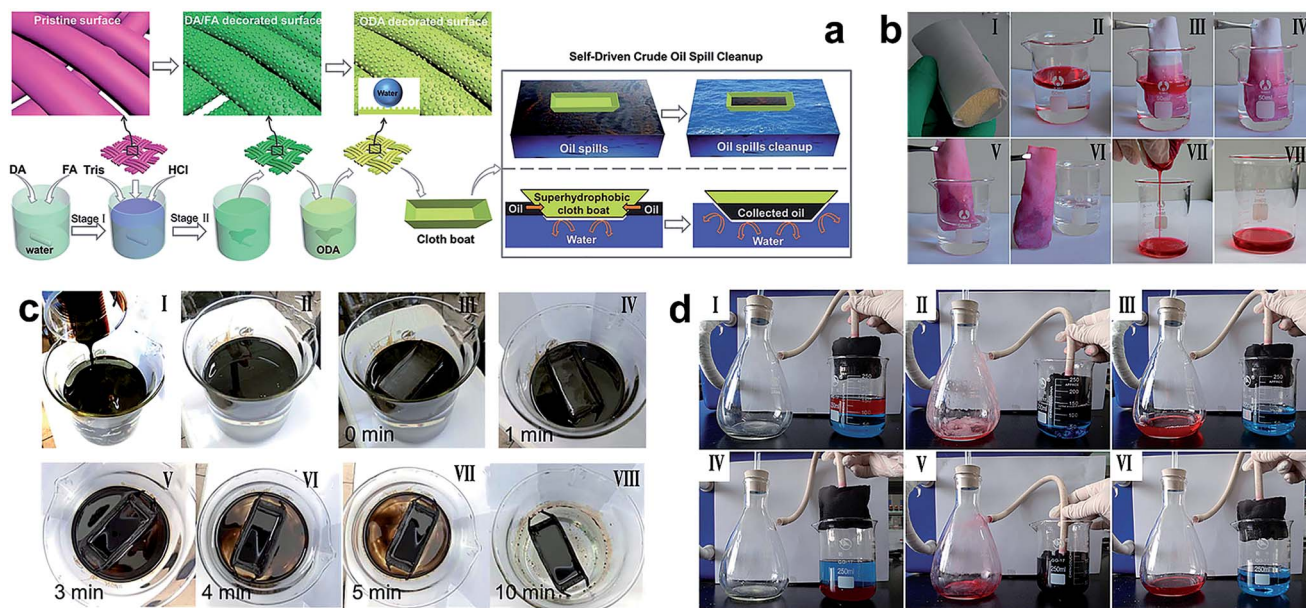 a
Pristine surface
DA/FA decorated surface
ODA decorated surface
Water
DA
FA
Tris
HCl
Stage I
Stage II
water
ODA
Cloth boat
Self-Driven Crude Oil Spill Cleanup
Oil spills
Oil spills cleanup
Superhydrophobic
cloth boat
Oil
Oil
Water
Collected oil
Water
b
I
II
III
IV
V
VI
VII
VII
c
I
II
III
0 min
IV
1 min
V
3 min
VI
4 min
VII
5 min
VIII
10 min
d
I
II
III
IV
250ml
V
250ml
VI
250ml